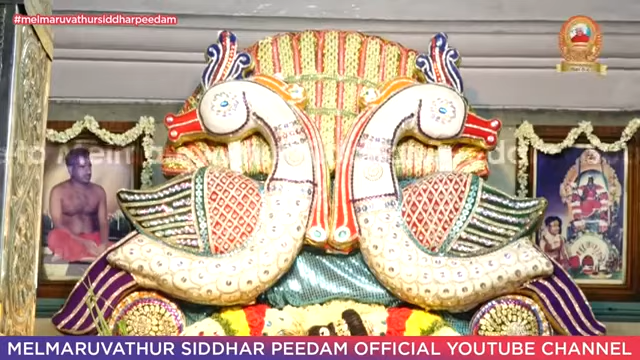 #melmaruvathursiddharpeedam
MELMARUVATHUR SIDDHAR PEEDAM OFFICIAL YOUTUBE CHANNEL